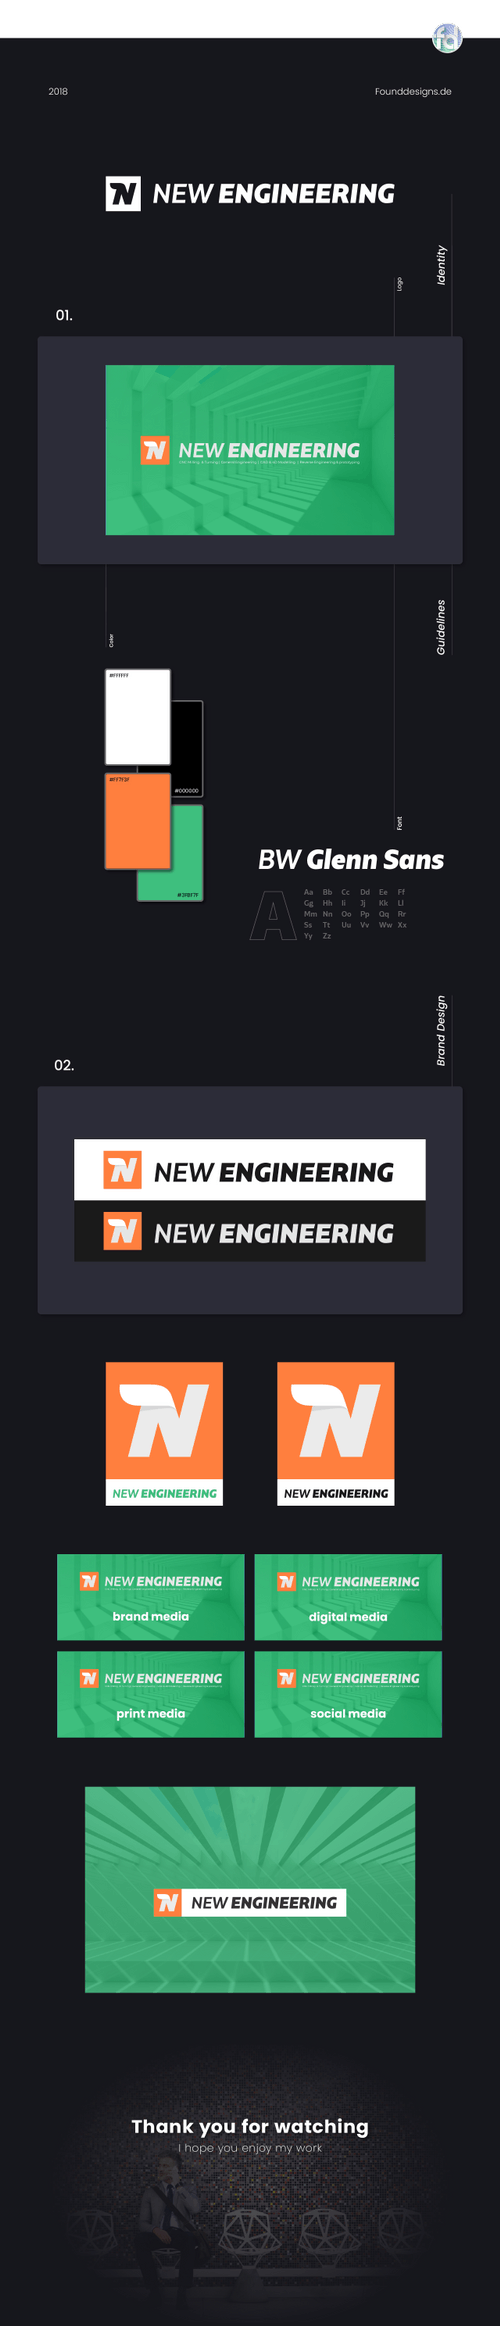 2018
Founddesigns.de
N NEW ENGINEERING
Identity
Logo
01.
N NEW ENGINEERING
Guidelines
Color
#FFFFFF
#000000
#FF7F3F
#3FBF7F
Font
BW Glenn Sans
A
Aa Bb Cc Dd Ee Ff
Gg Hh Ii Jj Kk Ll
Mm Nn Oo Pp Qq Rr
Ss Tt Uu Vv Ww Xx
Yy Zz
Brand Design
02.
N NEW ENGINEERING
N NEW ENGINEERING
N
NEW ENGINEERING
N
NEW ENGINEERING
N NEW ENGINEERING
brand media
N NEW ENGINEERING
digital media
N NEW ENGINEERING
print media
N NEW ENGINEERING
social media
N NEW ENGINEERING
Thank you for watching
I hope you enjoy my work